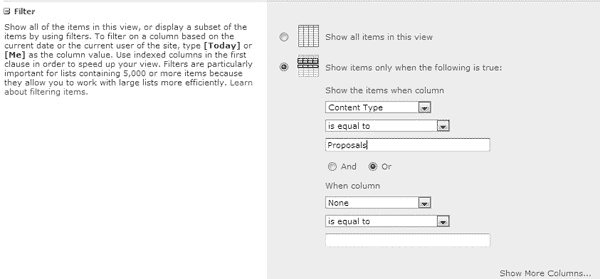 Filter
Show all of the items in this view, or display a subset of the
items by using filters. To filter on a column based on the
current date or the current user of the site, type [Today] or
[Me] as the column value. Use indexed columns in the first
clause in order to speed up your view. Filters are particularly
important for lists containing 5,000 or more items because
they allow you to work with large lists more efficiently. Learn
about filtering items.
Show all items in this view
Show items only when the following is true:
Show the items when column
Content Type
is equal to
Proposals
And Or
When column
None
is equal to
Show More Columns...